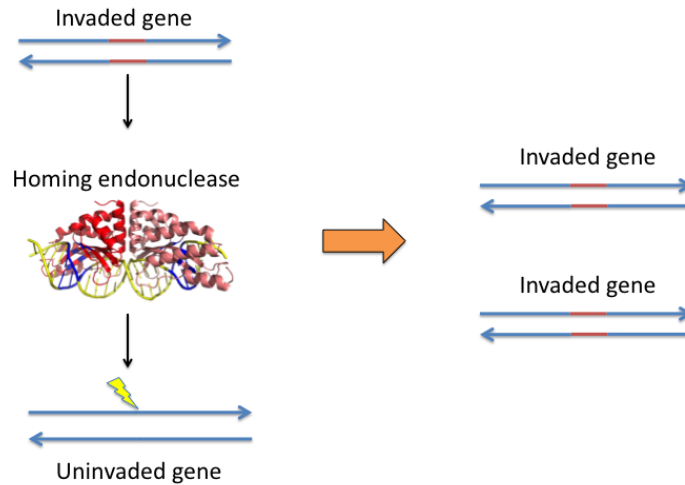 Invaded gene
Homing endonuclease
Uninvaded gene
Invaded gene
Invaded gene